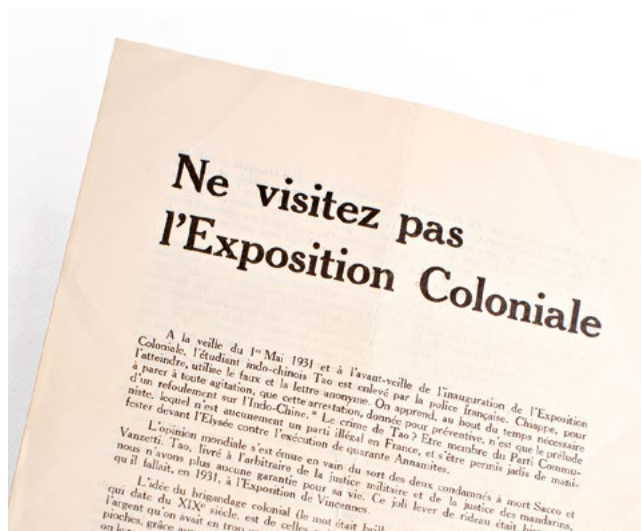 Ne visitez pas
l'Exposition Coloniale
A la veille du 1er Mai 1931 et à l'avant-veille de l'inauguration de l'Exposition
Coloniale, l'étudiant indo-chinois Tao est enlevé par la police française. Chiappe, pour
l'atteindre, utilise le faux et la lettre anonyme. On apprend, au bout du temps nécessaire
à parer à toute agitation, que cette arrestation, donnée pour préventive, n'est que le prélude
d'un refoulement sur l'Indo-Chine. * Le crime de Tao ? Etre membre du Parti Commu-
niste, lequel n'est aucunement un parti illégal en France, et s'être permis jadis de mani-
fester devant l'Elysée contre l'exécution de quarante Annamites.
L'opinion mondiale s'est émue en vain du sort des deux condamnés à mort Sacco et
Vanzetti. Tao, livré à l'arbitraire de la justice militaire et de la justice des mandarins,
nous n'avons plus aucune garantie pour sa vie. Ce joli lever de rideau était bien
qu'il fallait, en 1931, à l'Exposition de Vincennes.
L'idée du brigandage colonial (le mot était
qui date du XIXe siècle, est de celles
l'argent qu'on avait en trop
pioches, grâce